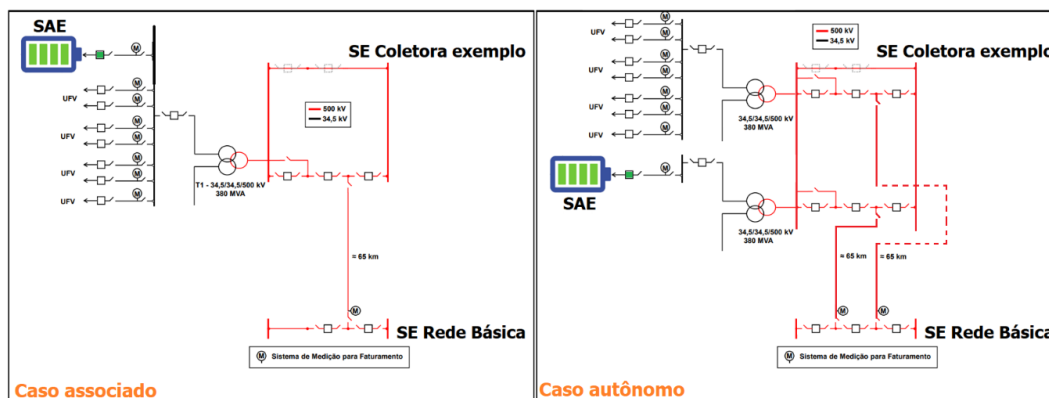 SAE
M
SE Coletora exemplo
M
UFV
M
500 kV
34,5 kV
M
UFV
M
M
UFV
M
M
UFV
M
T1 - 34,5/34,5/500 kV
380 MVA
≈ 65 km
M
SE Rede Básica
M Sistema de Medição para Faturamento
Caso associado
M
UFV
M
500 kV
34,5 kV
SE Coletora exemplo
M
UFV
M
M
UFV
M
M
UFV
M
34,5/34,5/500 kV
380 MVA
M
SAE
34,5/34,5/500 kV
380 MVA
≈ 65 km
≈ 65 km
M
M
SE Rede Básica
M Sistema de Medição para Faturamento
Caso autônomo